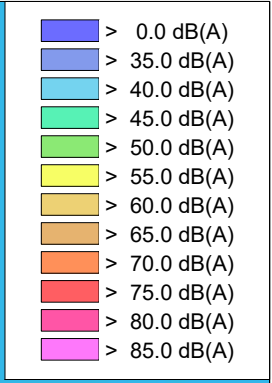 > 0.0 dB(A)
> 35.0 dB(A)
> 40.0 dB(A)
> 45.0 dB(A)
> 50.0 dB(A)
> 55.0 dB(A)
> 60.0 dB(A)
> 65.0 dB(A)
> 70.0 dB(A)
> 75.0 dB(A)
> 80.0 dB(A)
> 85.0 dB(A)